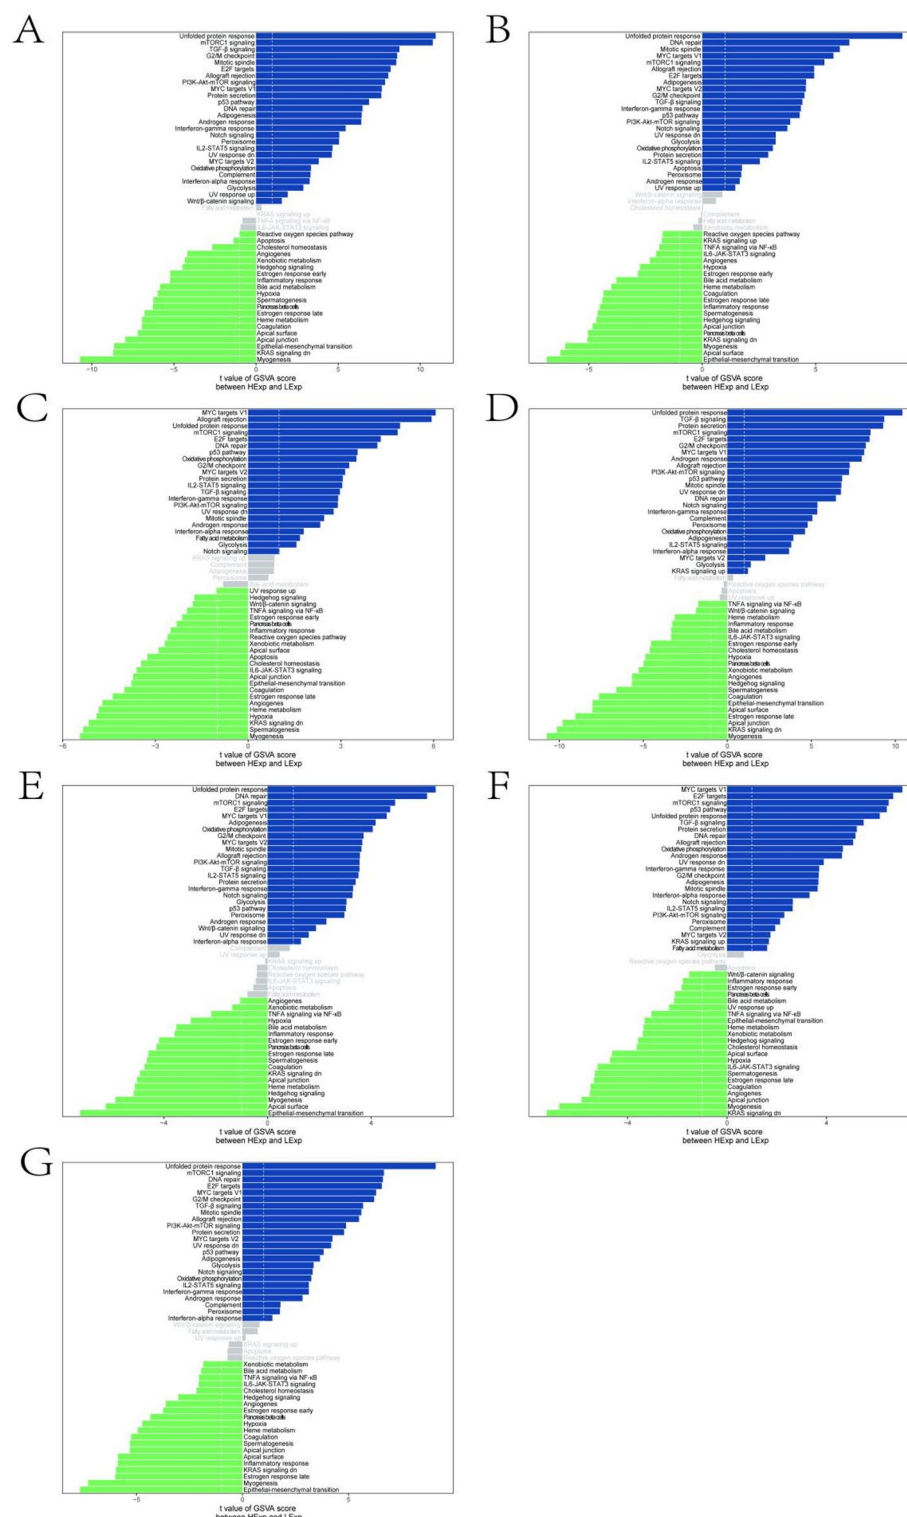 A
Unfolded protein response
mTORC1 signaling
TGF-β signaling
G2/M checkpoint
Mitotic spindle
E2F targets
Allograft rejection
PI3K-Akt-mTOR signaling
MYC targets V1
Protein secretion
p53 pathway
DNA repair
Adipogenesis
Androgen response
Interferon-gamma response
Notch signaling
Peroxisome
IL2-STAT5 signaling
UV response dn
MYC targets V2
Oxidative phosphorylation
Complement
Interferon-alpha response
Glycolysis
UV response up
Wnt/β-catenin signaling
Fatty acid metabolism
KRAS signaling up
TNFA signaling via NF-κB
IL6-JAK-STAT3 signaling
Reactive oxygen species pathway
Apoptosis
Cholesterol homeostasis
Angiogenes
Xenobiotic metabolism
Hedgehog signaling
Estrogen response early
Inflammatory response
Bile acid metabolism
Hypoxia
Spermatogenesis
Pancreas beta cells
Estrogen response late
Heme metabolism
Coagulation
Apical surface
Apical junction
Epithelial-mesenchymal transition
KRAS signaling dn
Myogenesis
-10 -5 0 5 10
t value of GSVA score
between HExp and LExp
B
Unfolded protein response
DNA repair
Mitotic spindle
MYC targets V1
mTORC1 signaling
Allograft rejection
E2F targets
Adipogenesis
MYC targets V2
G2/M checkpoint
TGF-β signaling
Interferon-gamma response
p53 pathway
PI3K-Akt-mTOR signaling
Notch signaling
UV response dn
Glycolysis
Oxidative phosphorylation
Protein secretion
IL2-STAT5 signaling
Apoptosis
Peroxisome
Androgen response
UV response up
Wnt/β-catenin signaling
Interferon-alpha response
Cholesterol homeostasis
Complement
Fatty acid metabolism
Xenobiotic metabolism
Reactive oxygen species pathway
KRAS signaling up
TNFA signaling via NF-κB
IL6-JAK-STAT3 signaling
Angiogenes
Hypoxia
Estrogen response early
Bile acid metabolism
Heme metabolism
Coagulation
Estrogen response late
Inflammatory response
Spermatogenesis
Hedgehog signaling
Apical junction
Pancreas beta cells
KRAS signaling dn
Myogenesis
Apical surface
Epithelial-mesenchymal transition
-5 0 5
t value of GSVA score
between HExp and LExp
C
MYC targets V1
Allograft rejection
Unfolded protein response
mTORC1 signaling
E2F targets
DNA repair
p53 pathway
Oxidative phosphorylation
G2/M checkpoint
MYC targets V2
Protein secretion
IL2-STAT5 signaling
TGF-β signaling
Interferon-gamma response
PI3K-Akt-mTOR signaling
UV response dn
Mitotic spindle
Androgen response
Interferon-alpha response
Fatty acid metabolism
Glycolysis
Notch signaling
KRAS signaling up
Complement
Adipogenesis
Peroxisome
Bile acid metabolism
UV response up
Hedgehog signaling
Wnt/β-catenin signaling
TNFA signaling via NF-κB
Estrogen response early
Pancreas beta cells
Inflammatory response
Reactive oxygen species pathway
Xenobiotic metabolism
Apical surface
Apoptosis
Cholesterol homeostasis
IL6-JAK-STAT3 signaling
Apical junction
Epithelial-mesenchymal transition
Coagulation
Estrogen response late
Angiogenes
Heme metabolism
Hypoxia
KRAS signaling dn
Spermatogenesis
Myogenesis
-6 -3 0 3 6
t value of GSVA score
between HExp and LExp
D
Unfolded protein response
TGF-β signaling
Protein secretion
mTORC1 signaling
E2F targets
G2/M checkpoint
MYC targets V1
Androgen response
Allograft rejection
PI3K-Akt-mTOR signaling
p53 pathway
Mitotic spindle
UV response dn
DNA repair
Notch signaling
Interferon-gamma response
Complement
Peroxisome
Oxidative phosphorylation
Adipogenesis
IL2-STAT5 signaling
Interferon-alpha response
MYC targets V2
Glycolysis
KRAS signaling up
Fatty acid metabolism
Reactive oxygen species pathway
Apoptosis
UV response up
TNFA signaling via NF-κB
Wnt/β-catenin signaling
Heme metabolism
Inflammatory response
Bile acid metabolism
IL6-JAK-STAT3 signaling
Estrogen response early
Cholesterol homeostasis
Hypoxia
Pancreas beta cells
Xenobiotic metabolism
Angiogenes
Hedgehog signaling
Spermatogenesis
Coagulation
Epithelial-mesenchymal transition
Apical surface
Estrogen response late
Apical junction
KRAS signaling dn
Myogenesis
-10 -5 0 5 10
t value of GSVA score
between HExp and LExp
E
Unfolded protein response
DNA repair
mTORC1 signaling
E2F targets
MYC targets V1
Adipogenesis
Oxidative phosphorylation
G2/M checkpoint
MYC targets V2
Mitotic spindle
Allograft rejection
PI3K-Akt-mTOR signaling
TGF-β signaling
IL2-STAT5 signaling
Protein secretion
Interferon-gamma response
Notch signaling
Glycolysis
p53 pathway
Peroxisome
Androgen response
Wnt/β-catenin signaling
UV response dn
Interferon-alpha response
Complement
UV response up
KRAS signaling up
Cholesterol homeostasis
Reactive oxygen species pathway
IL6-JAK-STAT3 signaling
Apoptosis
Fatty acid metabolism
Angiogenes
Xenobiotic metabolism
TNFA signaling via NF-κB
Hypoxia
Bile acid metabolism
Inflammatory response
Estrogen response early
Pancreas beta cells
Estrogen response late
Spermatogenesis
Coagulation
KRAS signaling dn
Apical junction
Heme metabolism
Hedgehog signaling
Myogenesis
Apical surface
Epithelial-mesenchymal transition
-4 0 4
t value of GSVA score
between HExp and LExp
F
MYC targets V1
E2F targets
mTORC1 signaling
p53 pathway
Unfolded protein response
TGF-β signaling
Protein secretion
DNA repair
Allograft rejection
Oxidative phosphorylation
Androgen response
UV response dn
Interferon-gamma response
G2/M checkpoint
Adipogenesis
Mitotic spindle
Interferon-alpha response
Notch signaling
IL2-STAT5 signaling
PI3K-Akt-mTOR signaling
Peroxisome
Complement
MYC targets V2
KRAS signaling up
Fatty acid metabolism
Glycolysis
Reactive oxygen species pathway
Apoptosis
Wnt/β-catenin signaling
Inflammatory response
Estrogen response early
Pancreas beta cells
Bile acid metabolism
UV response up
TNFA signaling via NF-κB
Epithelial-mesenchymal transition
Heme metabolism
Xenobiotic metabolism
Hedgehog signaling
Cholesterol homeostasis
Apical surface
Hypoxia
IL6-JAK-STAT3 signaling
Spermatogenesis
Estrogen response late
Coagulation
Angiogenes
Apical junction
Myogenesis
KRAS signaling dn
-4 0 4
t value of GSVA score
between HExp and LExp
G
Unfolded protein response
mTORC1 signaling
DNA repair
E2F targets
MYC targets V1
G2/M checkpoint
TGF-β signaling
Mitotic spindle
Allograft rejection
PI3K-Akt-mTOR signaling
Protein secretion
MYC targets V2
UV response dn
p53 pathway
Adipogenesis
Glycolysis
Notch signaling
Oxidative phosphorylation
IL2-STAT5 signaling
Interferon-gamma response
Androgen response
Complement
Peroxisome
Interferon-alpha response
Wnt/β-catenin signaling
Fatty acid metabolism
UV response up
KRAS signaling up
Apoptosis
Reactive oxygen species pathway
Xenobiotic metabolism
Bile acid metabolism
TNFA signaling via NF-κB
IL6-JAK-STAT3 signaling
Cholesterol homeostasis
Hedgehog signaling
Angiogenes
Estrogen response early
Pancreas beta cells
Hypoxia
Heme metabolism
Coagulation
Spermatogenesis
Apical junction
Apical surface
Inflammatory response
KRAS signaling dn
Estrogen response late
Myogenesis
Epithelial-mesenchymal transition
-5 0 5
t value of GSVA score
between HExp and LExp